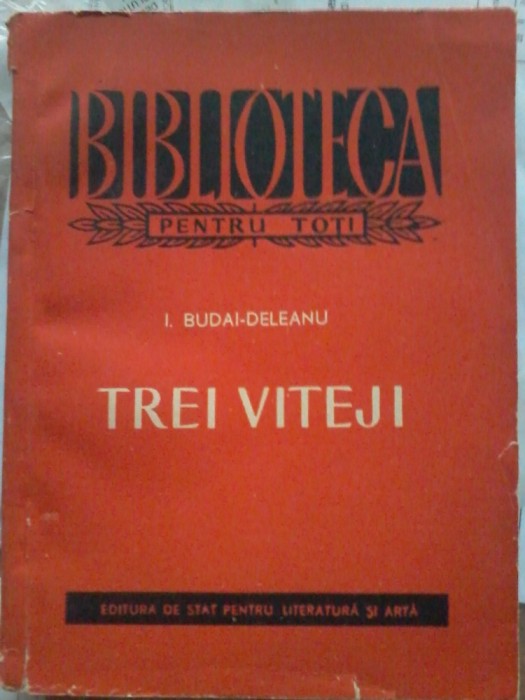 BIBLIOTECA
PENTRU TOȚI
I. BUDAI-DELEANU
TREI VITEJI
EDITURA DE STAT PENTRU LITERATURĂ ȘI ARTĂ